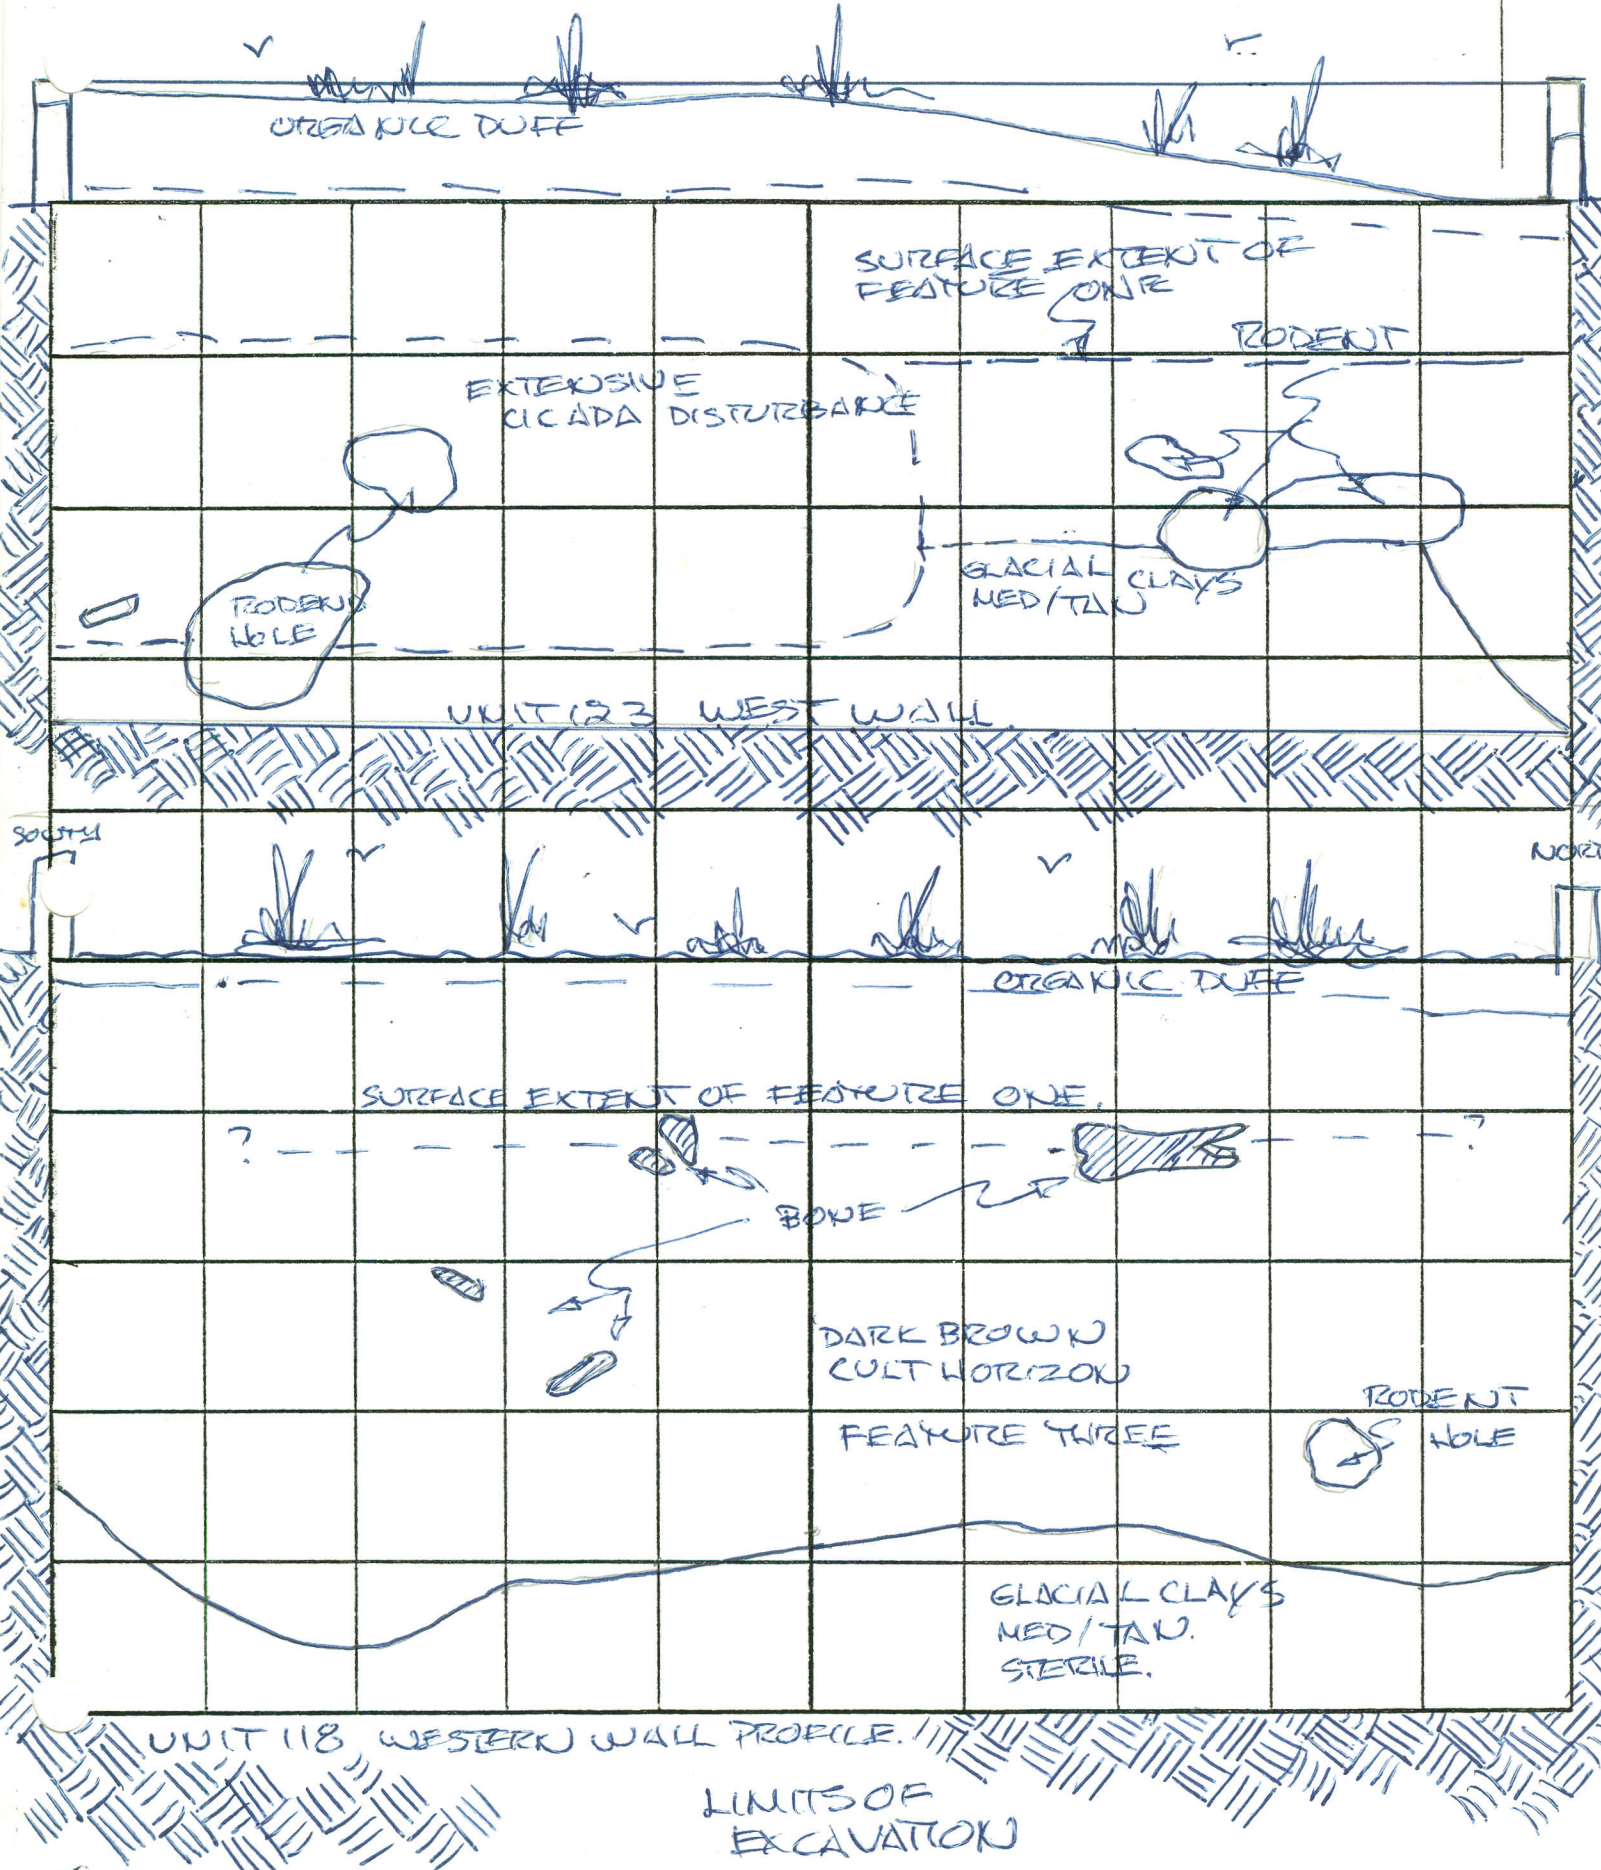 ORGANIC DUFF
SURFACE EXTENT OF
FEATURE ONE
RODENT
EXTENSIVE
CICADA DISTURBANCE
GLACIAL CLAYS
MED/TAN
RODENT
HOLE
UNIT 123 WEST WALL.
SOUTH
NORT
ORGANIC DUFF
SURFACE EXTENT OF FEATURE ONE.
? ?
BONE
DARK BROWN
CULT HORIZON
RODENT
HOLE
FEATURE THREE
GLACIAL CLAYS
MED/TAN.
STERILE.
UNIT 118 WESTERN WALL PROFILE.
LIMITS OF
EXCAVATION